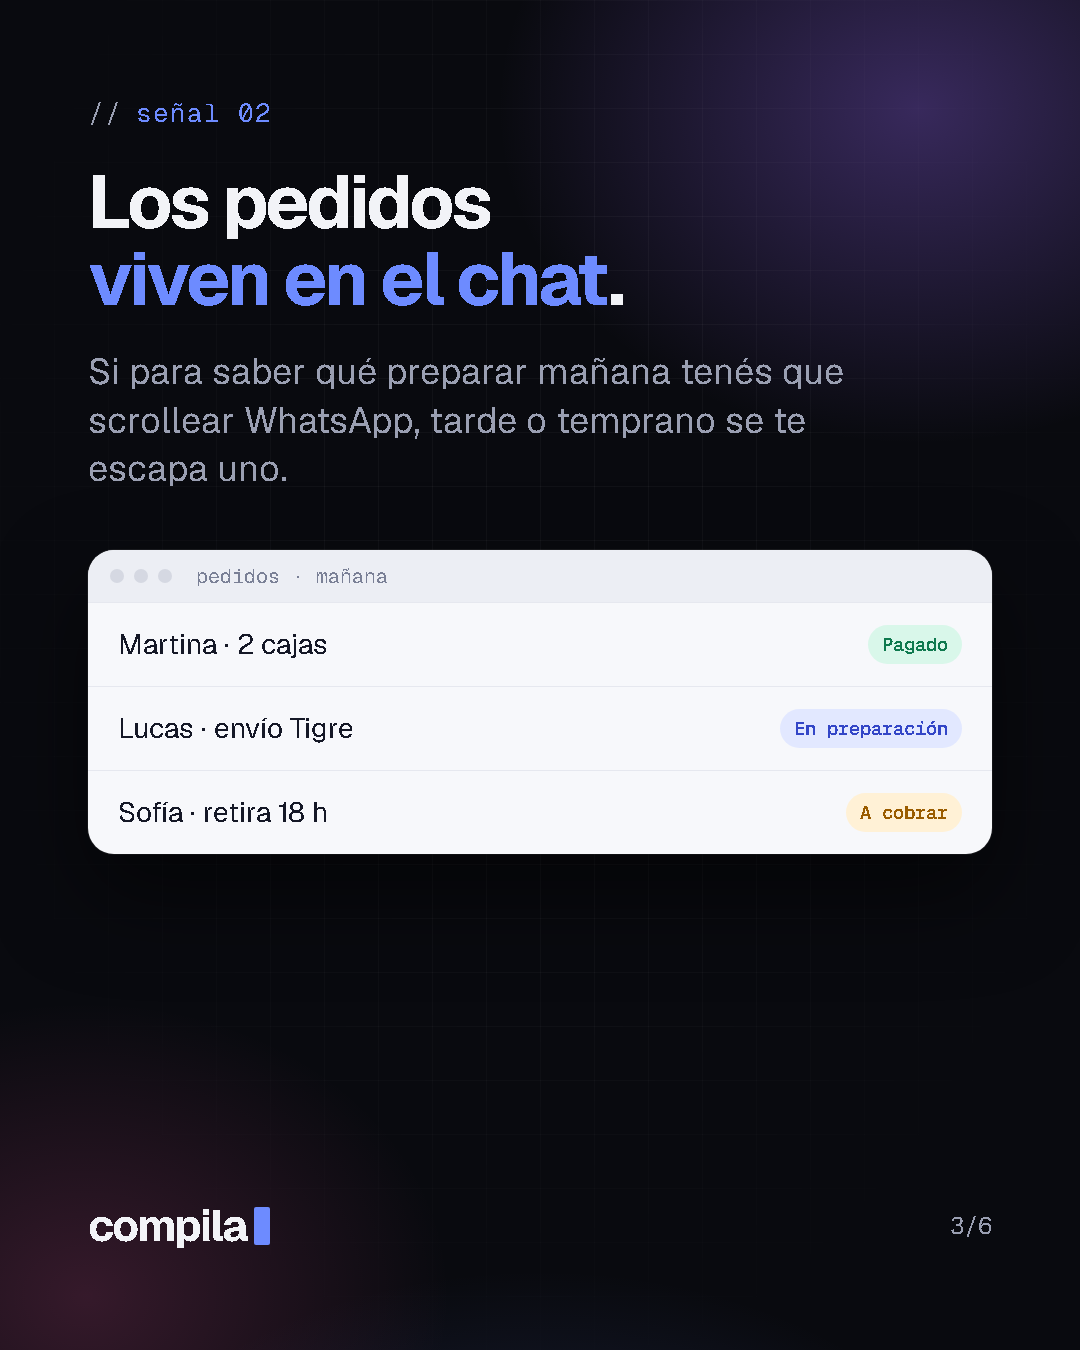 // señal 02
Los pedidos
viven en el chat.
Si para saber qué preparar mañana tenés que
scrollear WhatsApp, tarde o temprano se te
escapa uno.
pedidos · mañana
Martina · 2 cajas
Pagado
Lucas · envío Tigre
En preparación
Sofía · retira 18 h
A cobrar
compila
3/6